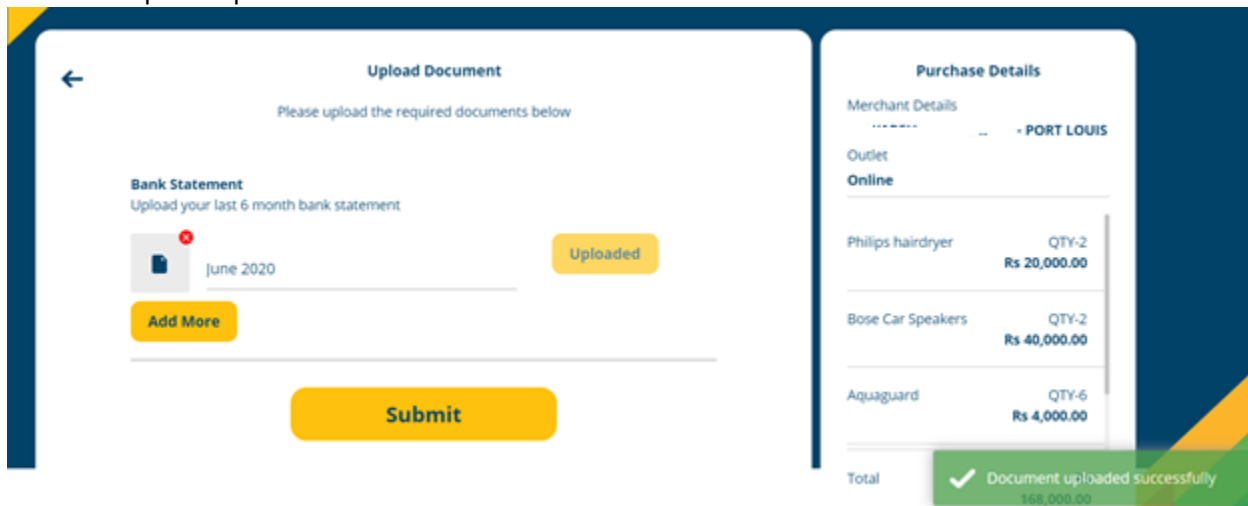 Upload Document
Please upload the required documents below
Bank Statement
Upload your last 6 month bank statement
June 2020
Uploaded
Add More
Submit
Purchase Details
Merchant Details
- PORT LOUIS
Outlet
Online
Philips hairdryer QTY-2
Rs 20,000.00
Bose Car Speakers QTY-2
Rs 40,000.00
Aquaguard QTY-6
Rs 4,000.00
Total
Document uploaded successfully
168,000.00